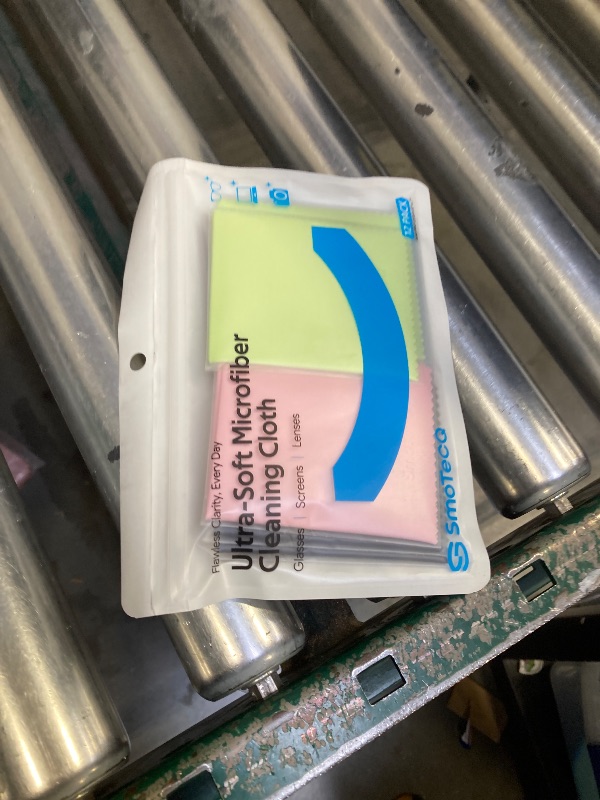 12 PACK
Flawless Clarity, Every Day
Ultra-Soft Microfiber
Cleaning Cloth
Glasses | Screens | Lenses
SMOTECQ